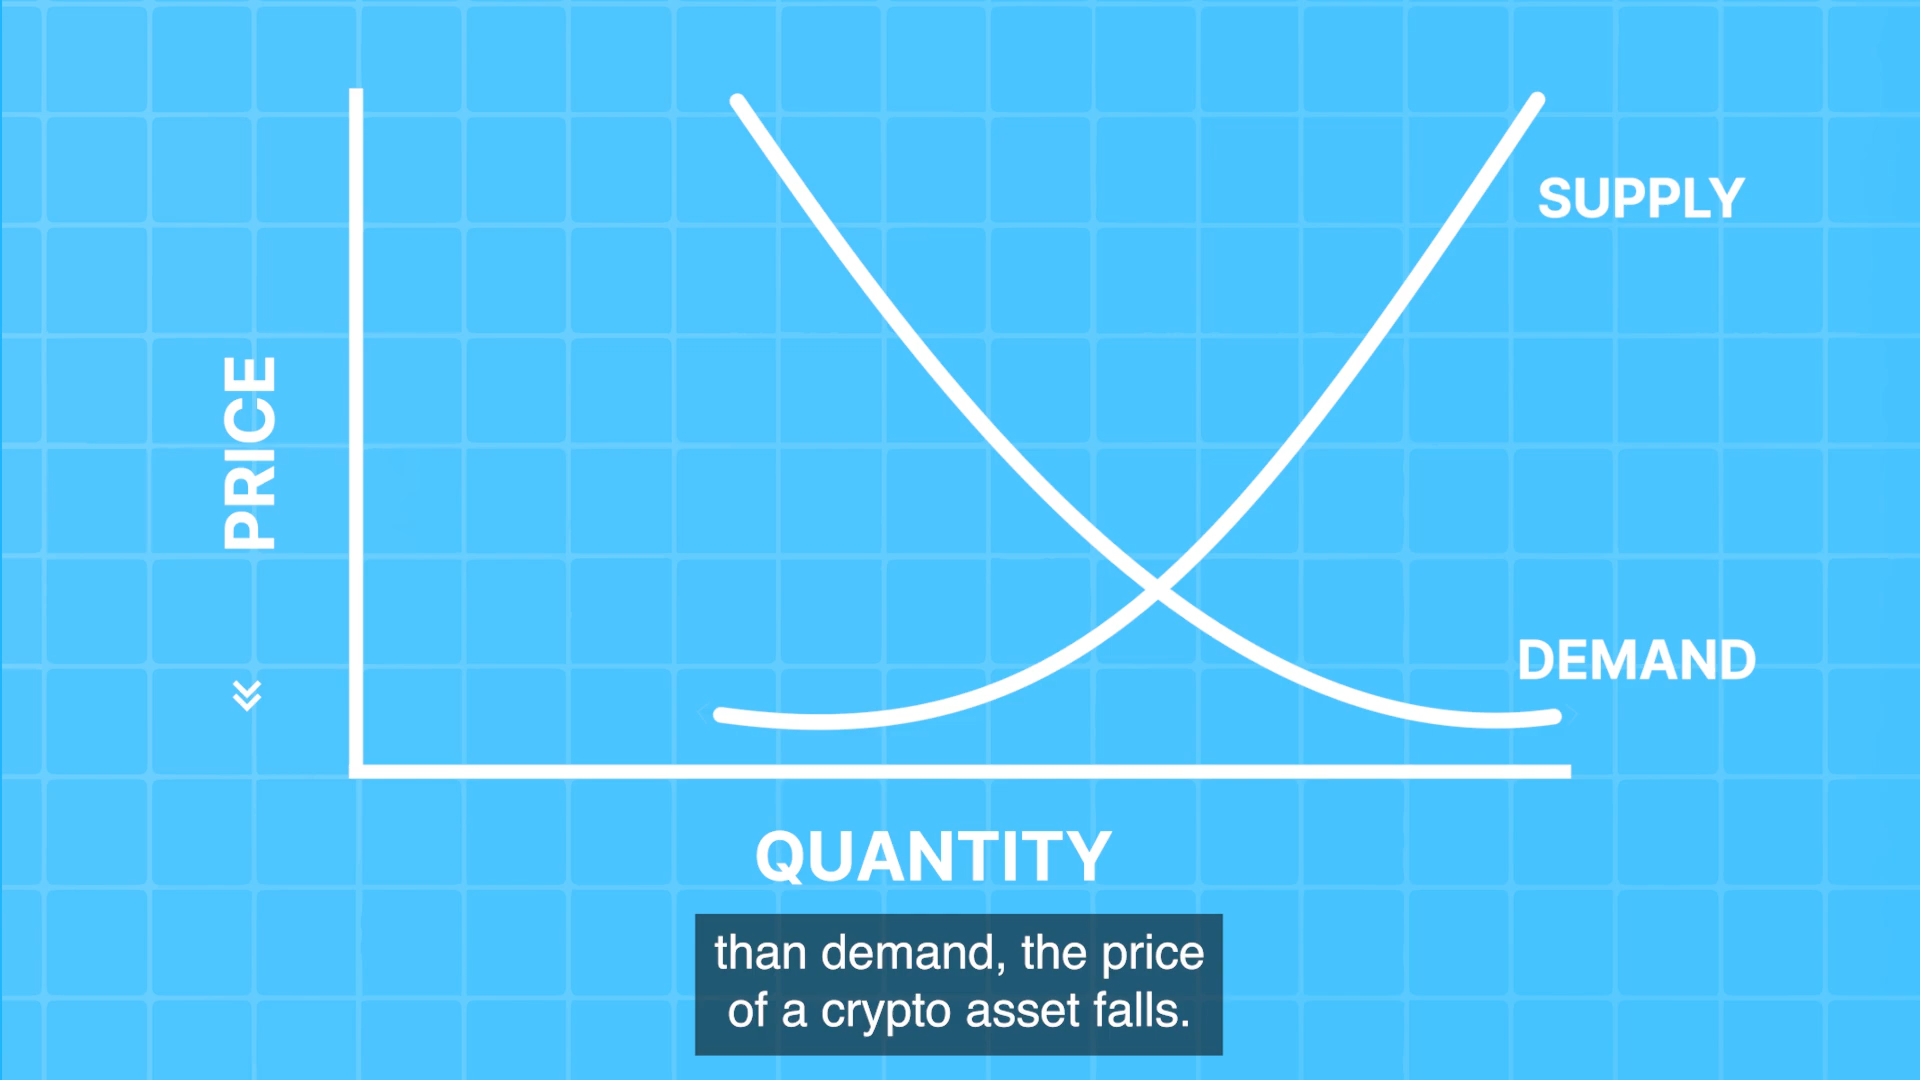 SUPPLY
PRICE
DEMAND
QUANTITY
than demand, the price
of a crypto asset falls.